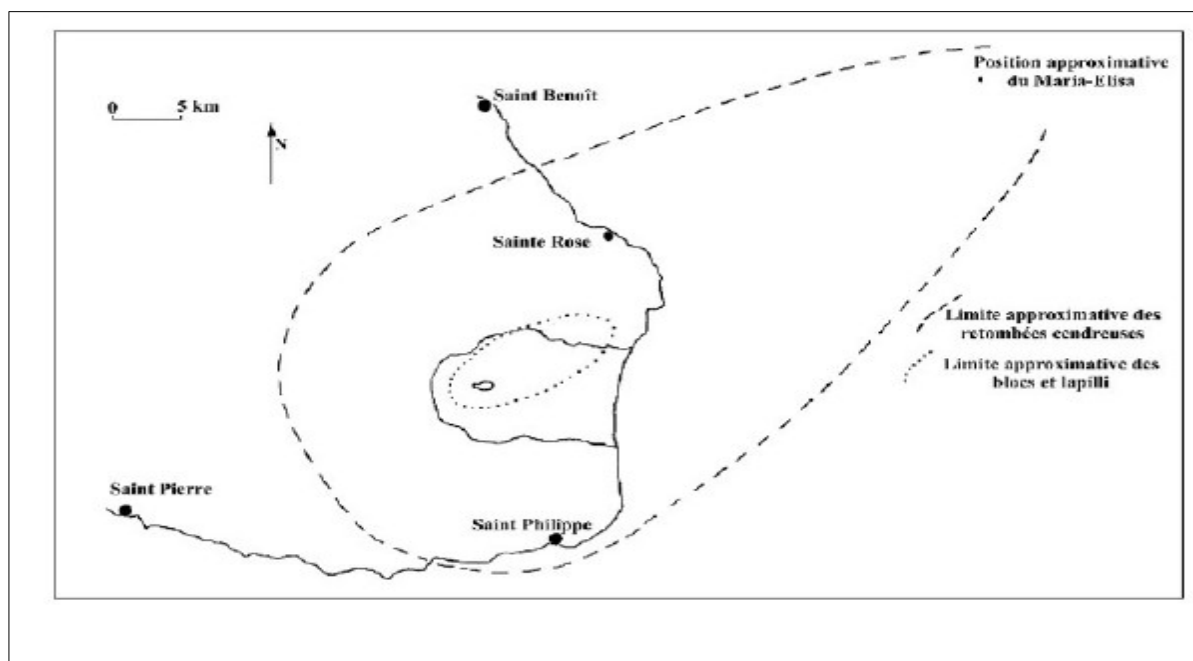 Position approximative
du Maria-Elisa
0 5 km
Saint Benoît
N
Sainte Rose
Limite approximative des
retombées cendreuses
Limite approximative des
blocs et lapilli
Saint Pierre
Saint Philippe